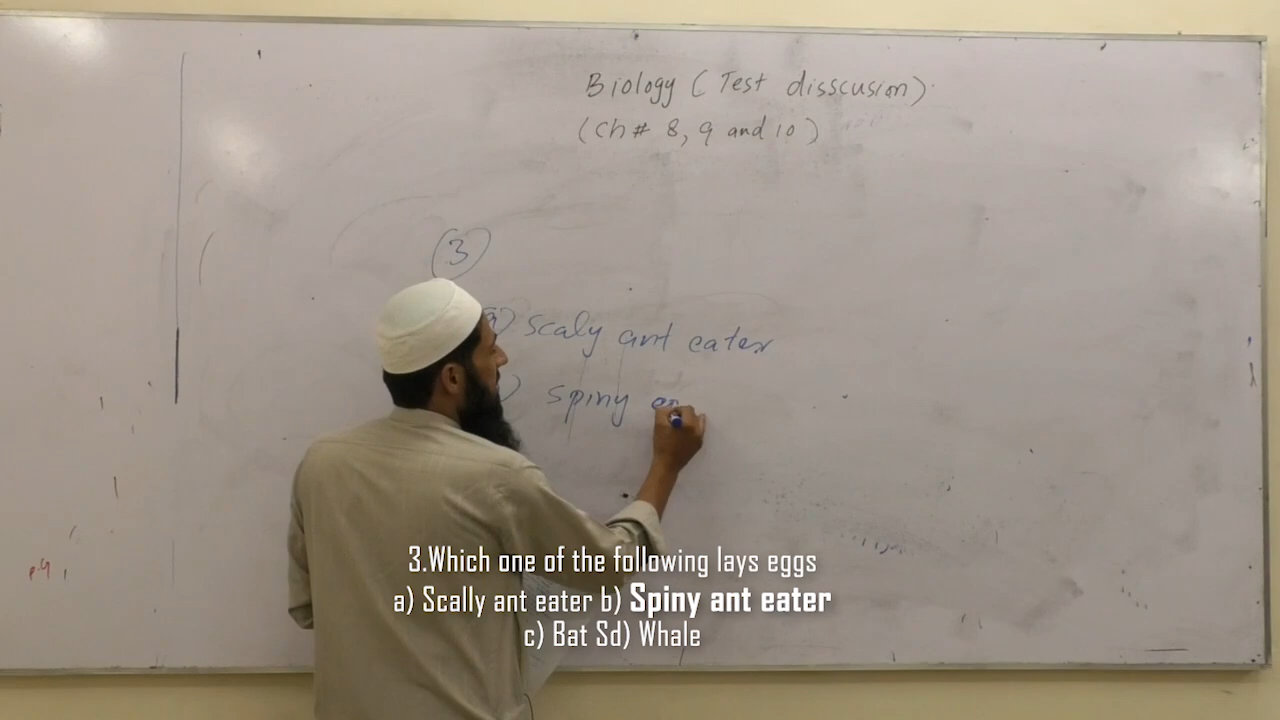 Biology (Test disscusion)
(Ch# 8, 9 and 10)
3
a) scaly ant eater
) spiny an
3.Which one of the following lays eggs
a) Scally ant eater b) Spiny ant eater
c) Bat Sd) Whale